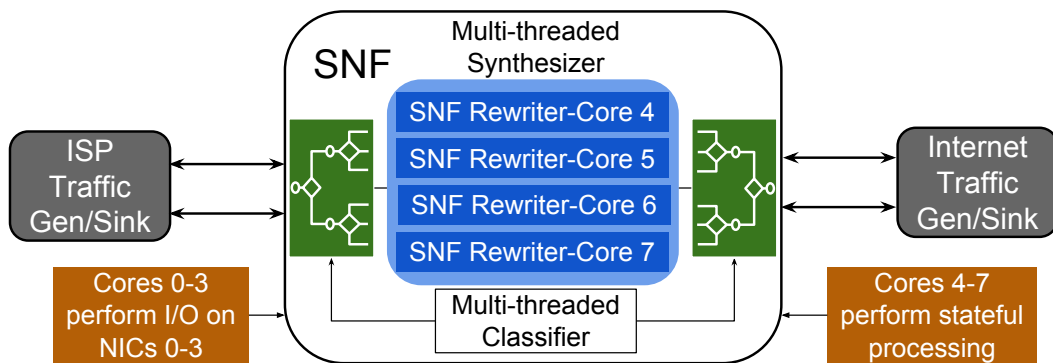 Multi-threaded
Synthesizer
SNF
SNF Rewriter-Core 4
SNF Rewriter-Core 5
SNF Rewriter-Core 6
SNF Rewriter-Core 7
ISP
Traffic
Gen/Sink
Internet
Traffic
Gen/Sink
Cores 0-3
perform I/O on
NICs 0-3
Multi-threaded
Classifier
Cores 4-7
perform stateful
processing